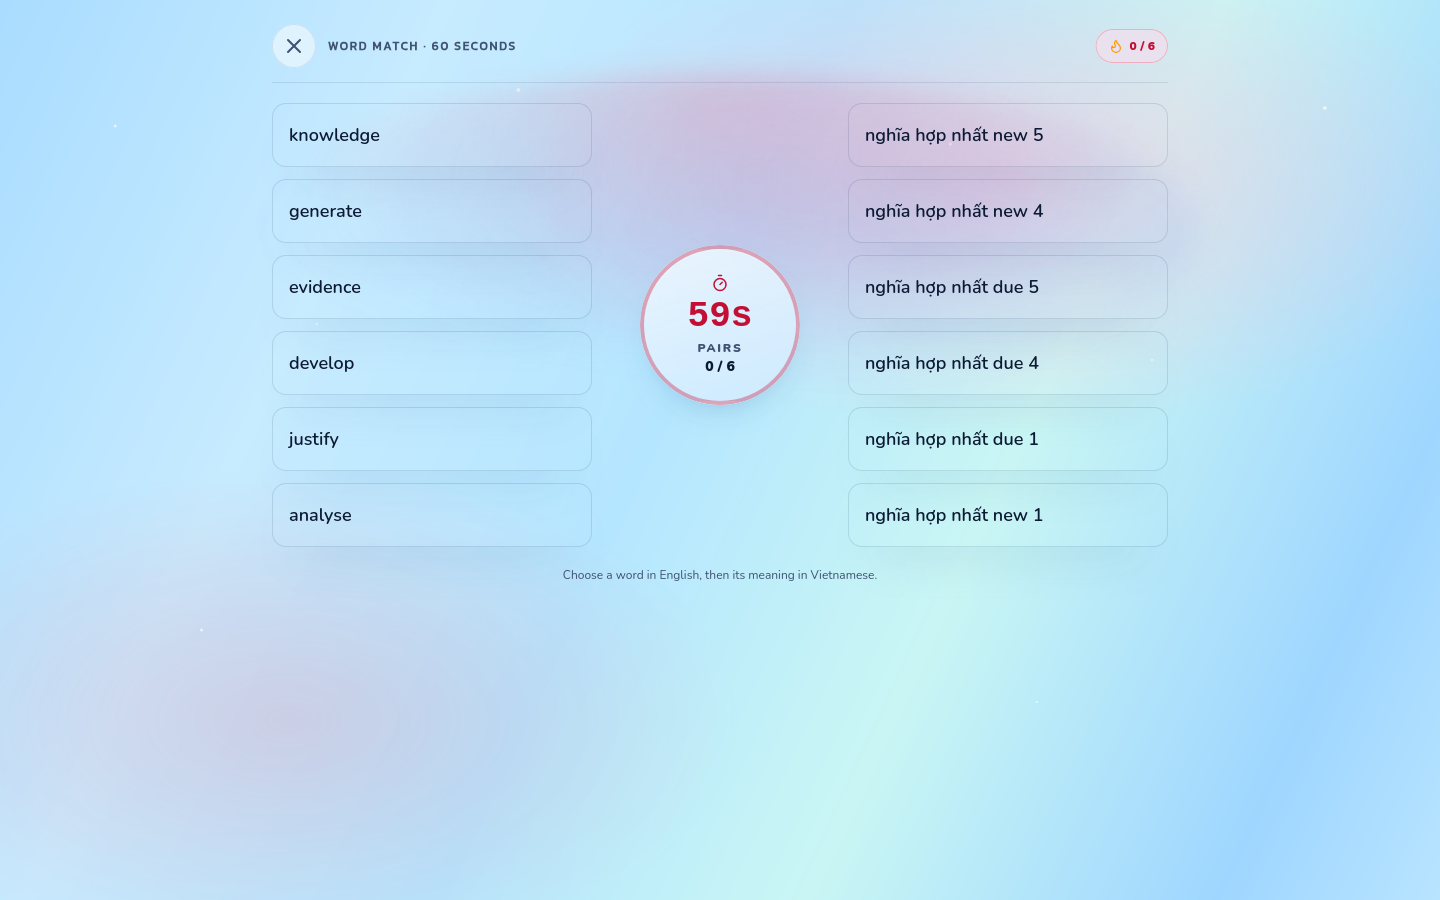 WORD MATCH · 60 SECONDS
0 / 6
knowledge
nghĩa hợp nhất new 5
generate
nghĩa hợp nhất new 4
evidence
nghĩa hợp nhất due 5
59s
PAIRS
0 / 6
develop
nghĩa hợp nhất due 4
justify
nghĩa hợp nhất due 1
analyse
nghĩa hợp nhất new 1
Choose a word in English, then its meaning in Vietnamese.